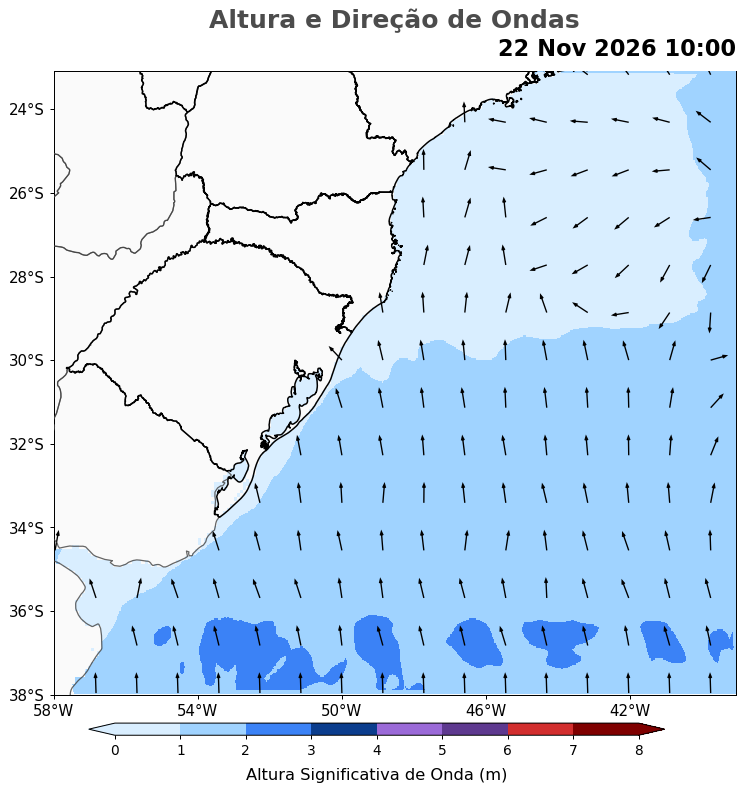 Altura e Direção de Ondas
22 Nov 2026 10:00
24°S
26°S
28°S
30°S
32°S
34°S
36°S
38°S
58°W 54°W 50°W 46°W 42°W
0 1 2 3 4 5 6 7 8
Altura Significativa de Onda (m)